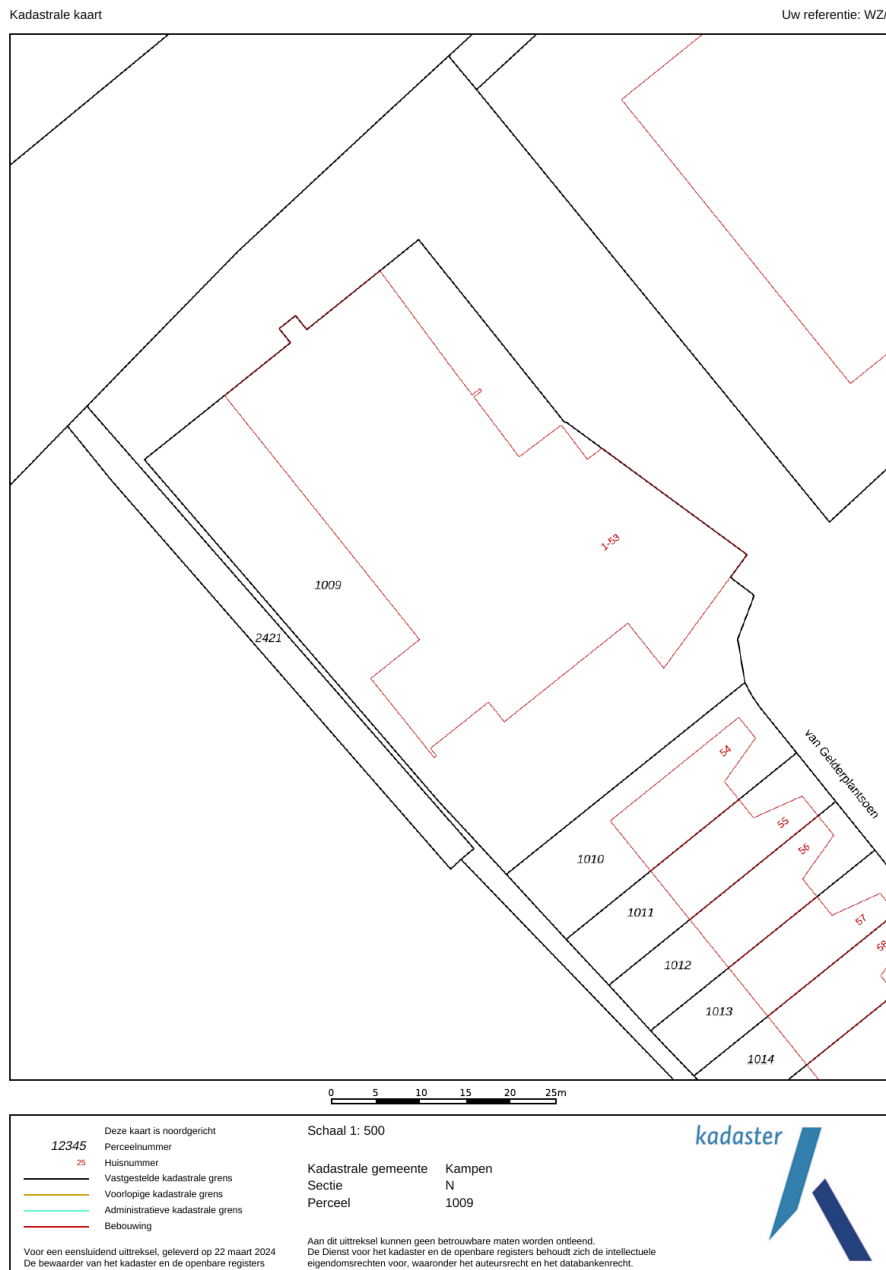 Kadastrale kaart
Uw referentie: WZ/
1-53
1009
2421
van Gelderplantsoen
54
55
56
1010
1011
57
58
1012
1013
1014
0 5 10 15 20 25m
Deze kaart is noordgericht
12345 Perceelnummer
25 Huisnummer
Vastgestelde kadastrale grens
Voorlopige kadastrale grens
Administratieve kadastrale grens
Bebouwing
Voor een eensluidend uittreksel, geleverd op 22 maart 2024
De bewaarder van het kadaster en de openbare registers
Schaal 1: 500
Kadastrale gemeente Kampen
Sectie N
Perceel 1009
Aan dit uittreksel kunnen geen betrouwbare maten worden ontleend.
De Dienst voor het kadaster en de openbare registers behoudt zich de intellectuele
eigendomsrechten voor, waaronder het auteursrecht en het databankenrecht.
kadaster